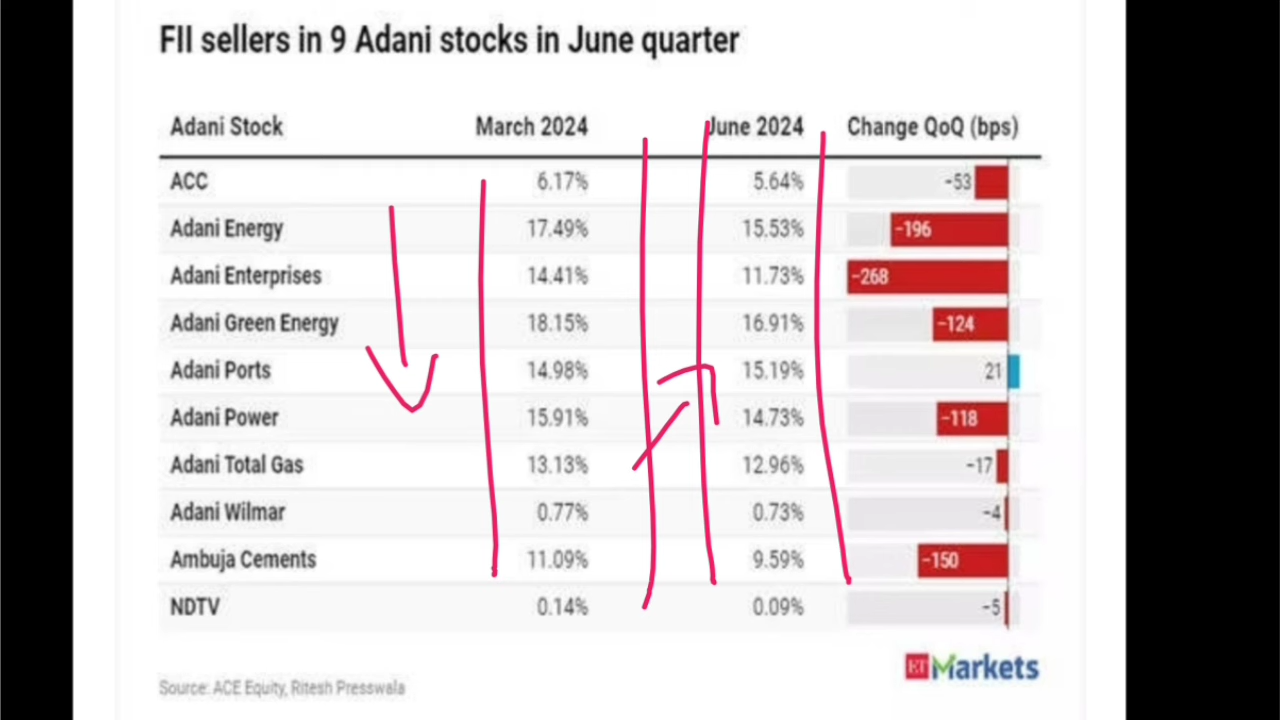 FII sellers in 9 Adani stocks in June quarter
Adani Stock March 2024 June 2024 Change QoQ (bps)
ACC 6.17% 5.64% -53
Adani Energy 17.49% 15.53% -196
Adani Enterprises 14.41% 11.73% -268
Adani Green Energy 18.15% 16.91% -124
Adani Ports 14.98% 15.19% 21
Adani Power 15.91% 14.73% -118
Adani Total Gas 13.13% 12.96% -17
Adani Wilmar 0.77% 0.73% -4
Ambuja Cements 11.09% 9.59% -150
NDTV 0.14% 0.09% -5
ET Markets
Source: ACE Equity, Ritesh Presswala